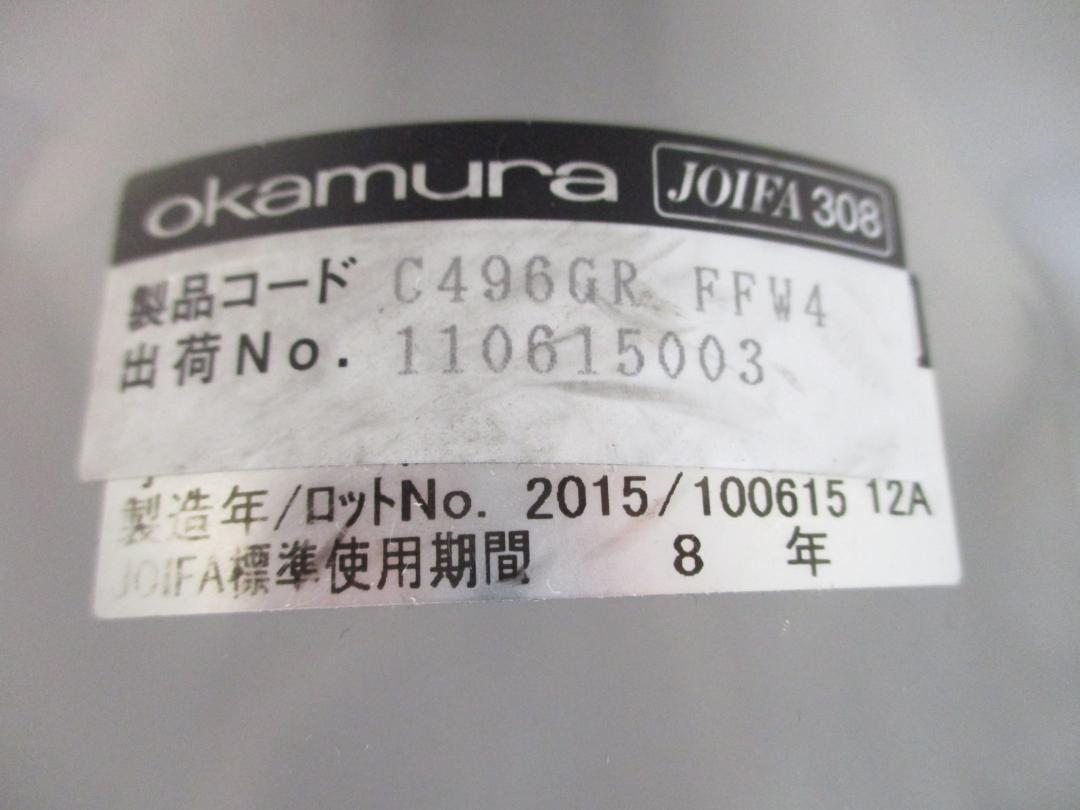 okamura JOIFA 308
製品コード C496GR FFW4
出荷No. 110615003
製造年/ロットNo. 2015/100615 12A
JOIFA標準使用期間 8 年